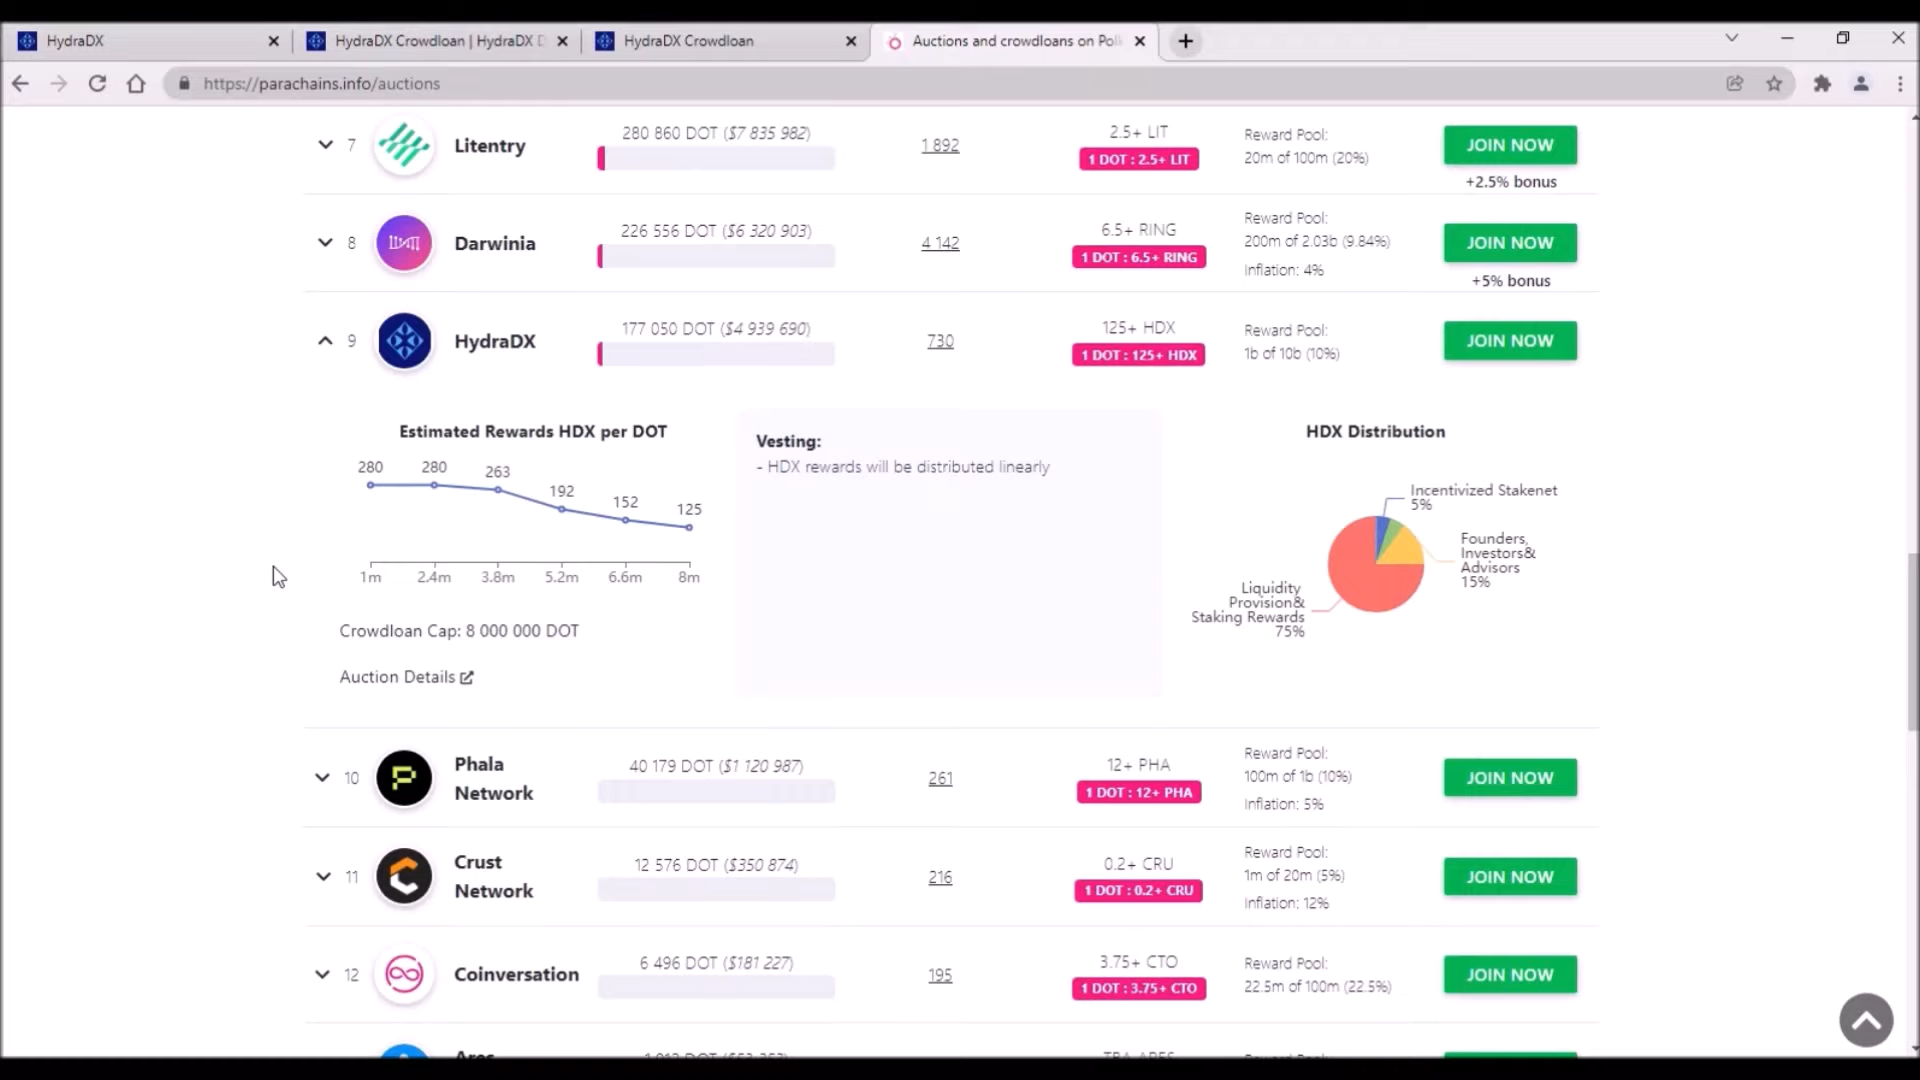 HydraDX
HydraDX Crowdloan | HydraDX D
HydraDX Crowdloan
Auctions and crowdloans on Polk
https://parachains.info/auctions
7 Litentry 280 860 DOT ($7 835 982) 1 892 2.5+ LIT Reward Pool:
1 DOT : 2.5+ LIT 20m of 100m (20%) JOIN NOW
+2.5% bonus
8 Darwinia 226 556 DOT ($6 320 903) 4 142 6.5+ RING Reward Pool:
1 DOT : 6.5+ RING 200m of 2.03b (9.84%) JOIN NOW
Inflation: 4%
+5% bonus
9 HydraDX 177 050 DOT ($4 939 690) 730 125+ HDX Reward Pool:
1 DOT : 125+ HDX 1b of 10b (10%) JOIN NOW
Estimated Rewards HDX per DOT
280 280 263 192 152 125
1m 2.4m 3.8m 5.2m 6.6m 8m
Crowdloan Cap: 8 000 000 DOT
Auction Details
Vesting:
- HDX rewards will be distributed linearly
HDX Distribution
Incentivized Stakenet
5%
Founders,
Investors&
Advisors
15%
Liquidity
Provision&
Staking Rewards
75%
10 Phala
Network 40 179 DOT ($1 120 987) 261 12+ PHA Reward Pool:
1 DOT : 12+ PHA 100m of 1b (10%) JOIN NOW
Inflation: 5%
11 Crust
Network 12 576 DOT ($350 874) 216 0.2+ CRU Reward Pool:
1 DOT : 0.2+ CRU 1m of 20m (5%) JOIN NOW
Inflation: 12%
12 Coinversation 6 496 DOT ($181 227) 195 3.75+ CTO Reward Pool:
1 DOT : 3.75+ CTO 22.5m of 100m (22.5%) JOIN NOW